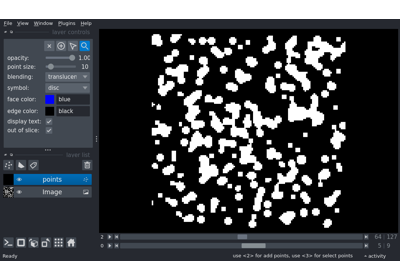 File View Window Plugins Help
layer controls
opacity: 1.00
point size: 10
blending: translucen
symbol: disc
face color: blue
edge color: black
display text:
out of slice:
layer list
points
Image
2 64 127
0 5 9
Ready use <2> for add points, use <3> for select points activity